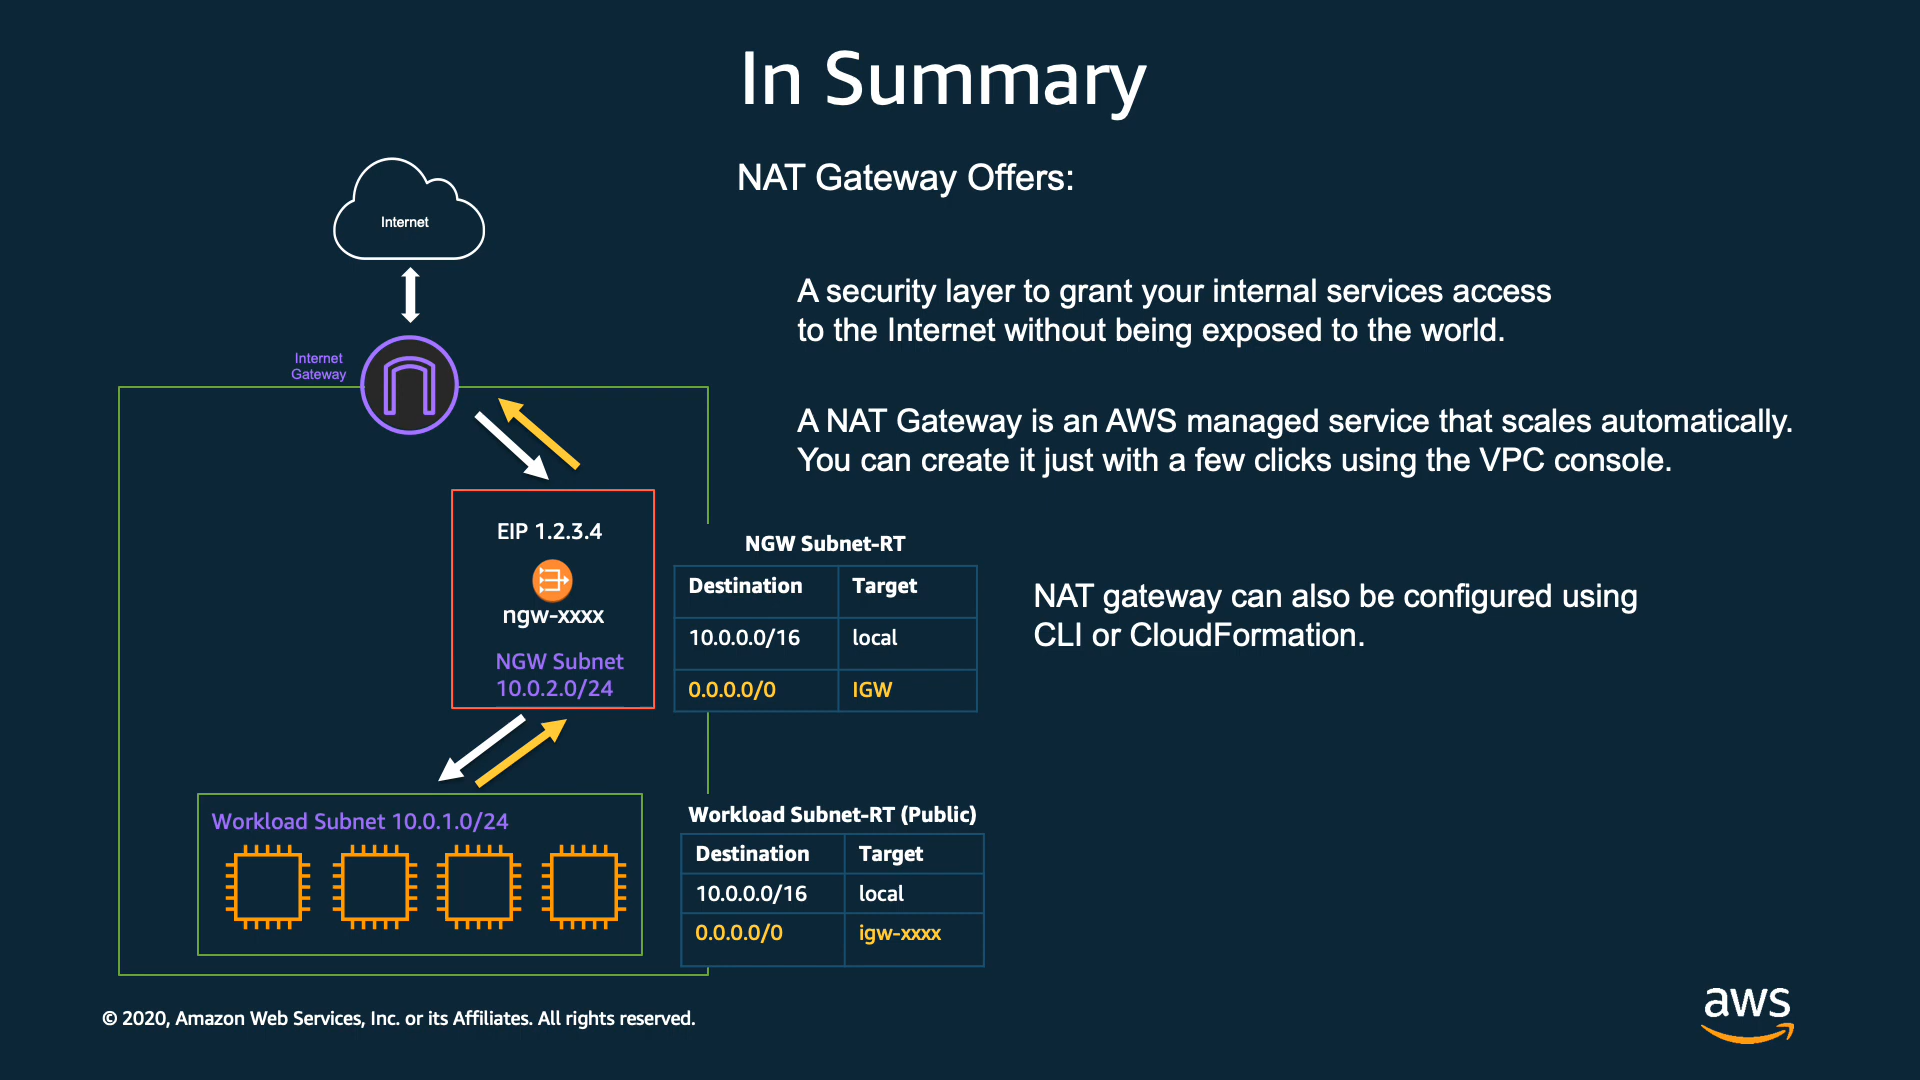 In Summary
NAT Gateway Offers:
Internet
A security layer to grant your internal services access
to the Internet without being exposed to the world.
Internet
Gateway
A NAT Gateway is an AWS managed service that scales automatically.
You can create it just with a few clicks using the VPC console.
EIP 1.2.3.4
ngw-xxxx
NGW Subnet
10.0.2.0/24
NGW Subnet-RT
Destination Target
10.0.0.0/16 local
0.0.0.0/0 IGW
NAT gateway can also be configured using
CLI or CloudFormation.
Workload Subnet 10.0.1.0/24
Workload Subnet-RT (Public)
Destination Target
10.0.0.0/16 local
0.0.0.0/0 igw-xxxx
© 2020, Amazon Web Services, Inc. or its Affiliates. All rights reserved.
aws